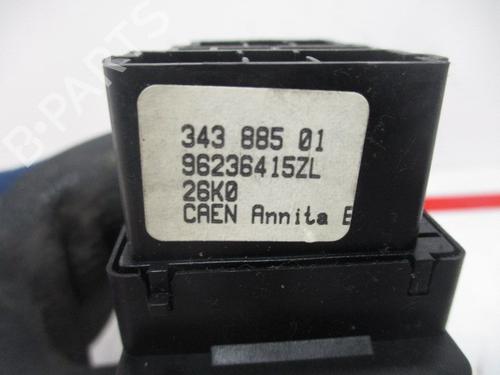 B-PARTS
343 885 01
96236415ZL
26K0
CAEN Annita E